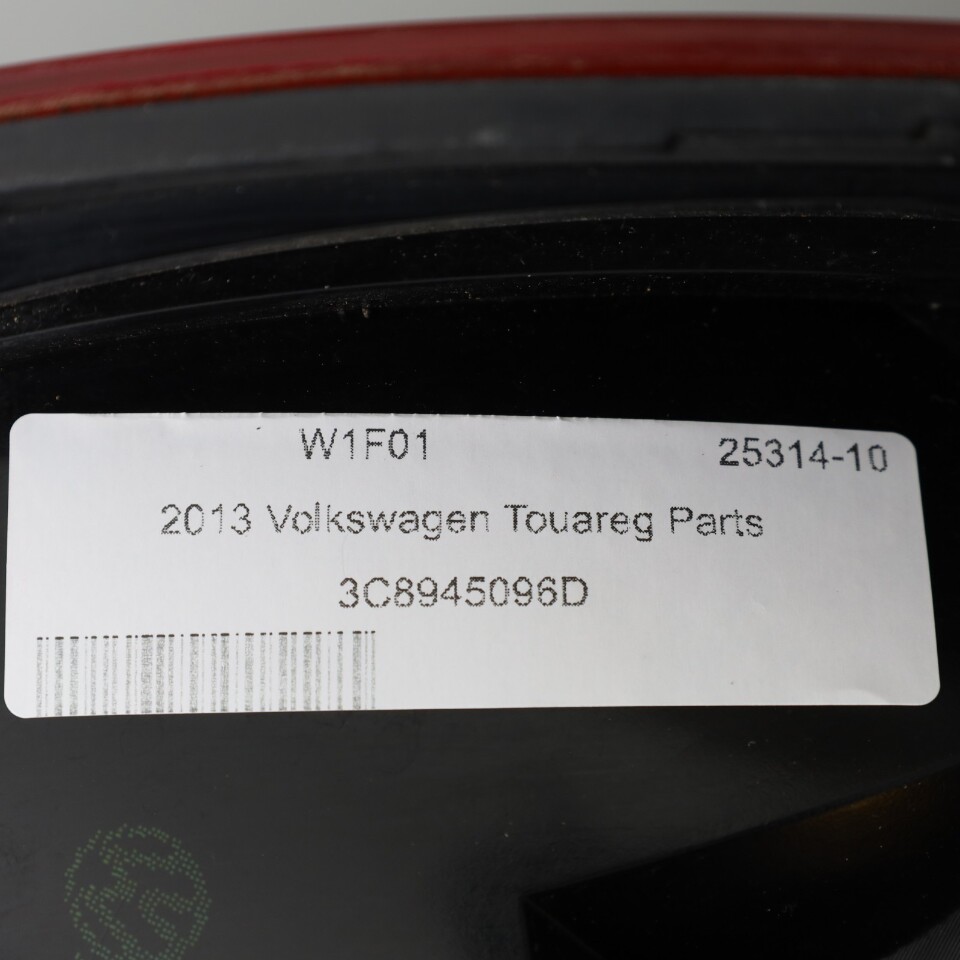 W1F01 25314-10
2013 Volkswagen Touareg Parts
3C8945096D